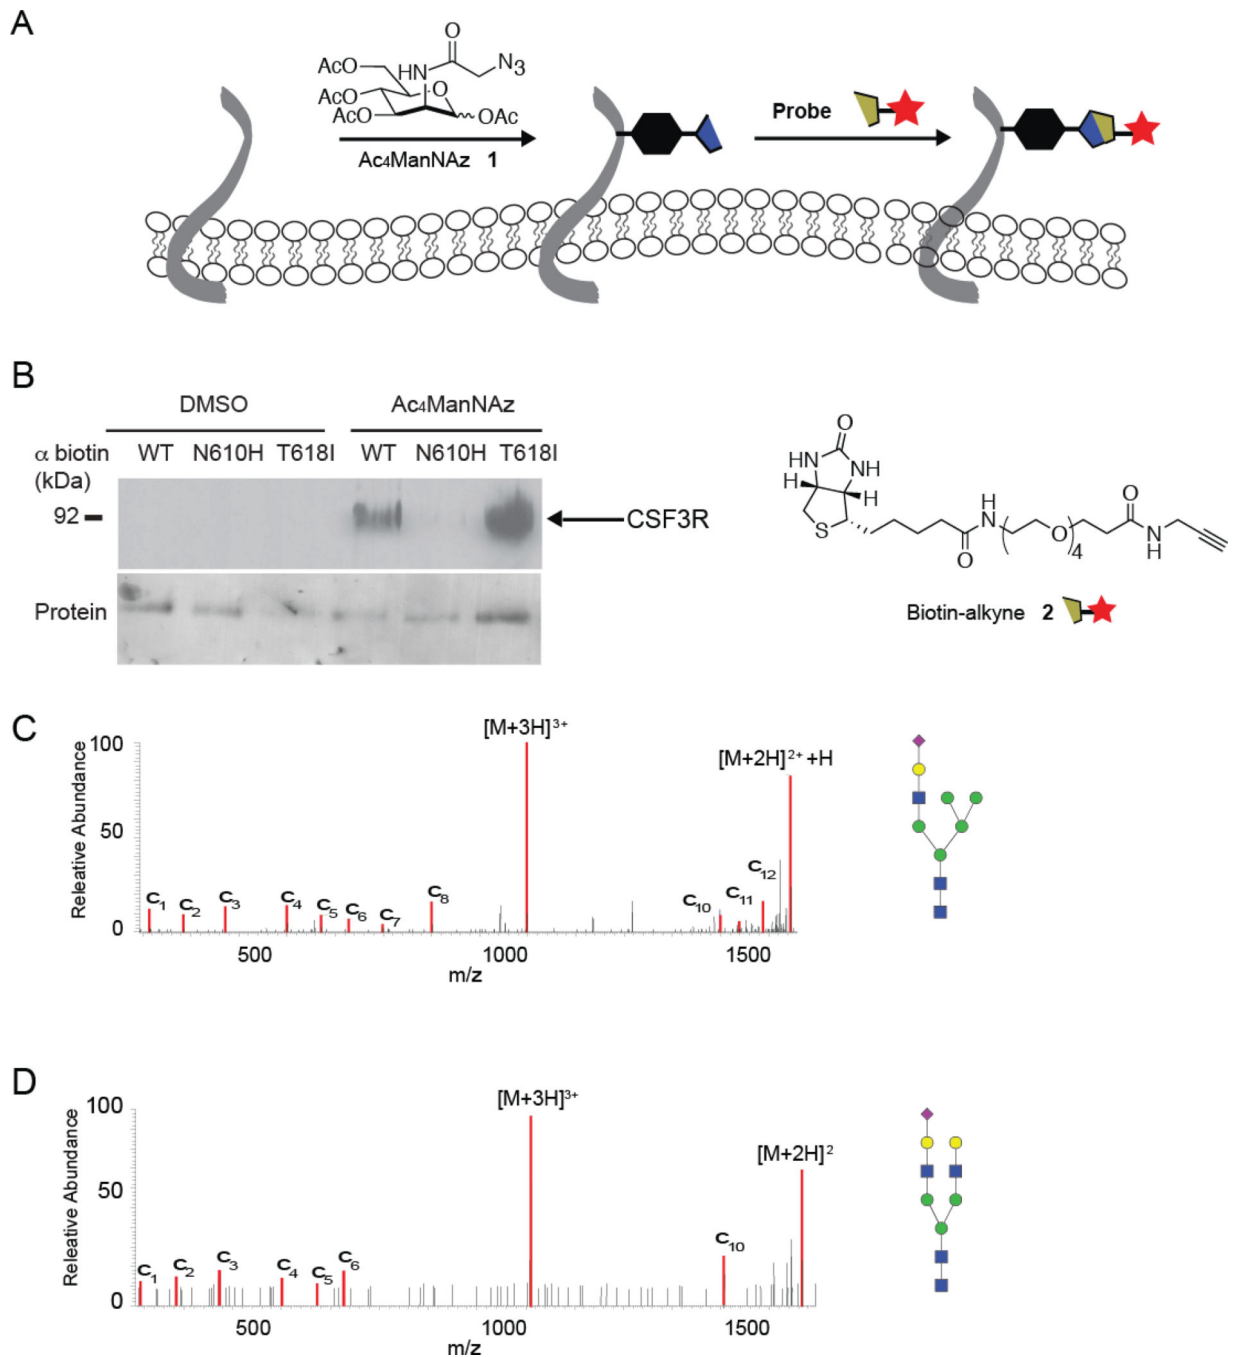 A
O
AcO HN N₃
AcO O
AcO OAc
Ac₄ManNAz 1
Probe
B
DMSO Ac₄ManNAz
α biotin WT N610H T618I WT N610H T618I
(kDa)
92
CSF3R
Protein
O
HN NH
H H
S
O
H
N
O
4
O
N
H
Biotin-alkyne 2
C
Releative Abundance
100
50
0
[M+3H]³⁺
[M+2H]²⁺ +H
C₁ C₂ C₃ C₄ C₅ C₆ C₇ C₈ C₁₀ C₁₁ C₁₂
500 1000 1500
m/z
D
Releative Abundance
100
50
0
[M+3H]³⁺
[M+2H]²
C₁ C₂ C₃ C₄ C₅ C₆ C₁₀
500 1000 1500
m/z